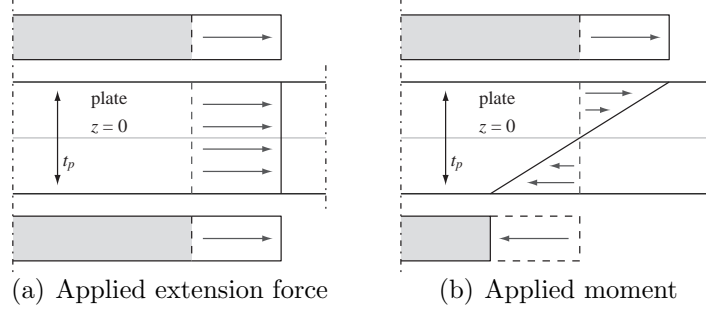 plate
z = 0
t_p
plate
z = 0
t_p
(a) Applied extension force
(b) Applied moment